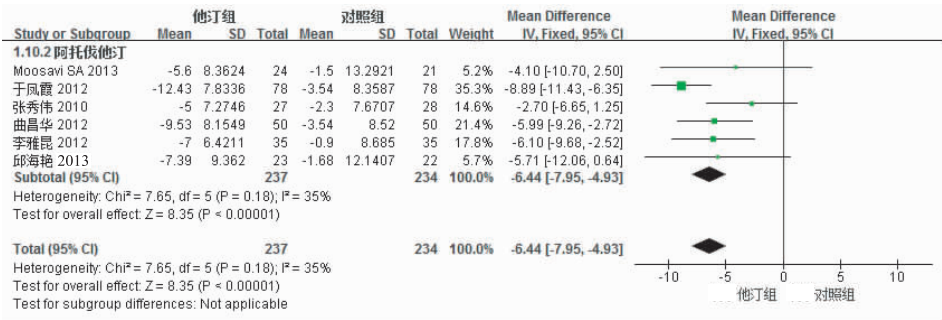 他汀组 对照组 Mean Difference Mean Difference
Study or Subgroup Mean SD Total Mean SD Total Weight IV, Fixed, 95% CI IV, Fixed, 95% CI
1.10.2 阿托伐他汀
Moosavi SA 2013 -5.6 8.3624 24 -1.5 13.2921 21 5.2% -4.10 [-10.70, 2.50]
于凤霞 2012 -12.43 7.8336 78 -3.54 8.3587 78 35.3% -8.89 [-11.43, -6.35]
张秀伟 2010 -5 7.2746 27 -2.3 7.6707 28 14.6% -2.70 [-6.65, 1.25]
曲昌华 2012 -9.53 8.1549 50 -3.54 8.52 50 21.4% -5.99 [-9.26, -2.72]
李雅昆 2012 -7 6.4211 35 -0.9 8.685 35 17.8% -6.10 [-9.68, -2.52]
邱海艳 2013 -7.39 9.362 23 -1.68 12.1407 22 5.7% -5.71 [-12.06, 0.64]
Subtotal (95% CI) 237 234 100.0% -6.44 [-7.95, -4.93]
Heterogeneity: Chi² = 7.65, df = 5 (P = 0.18); I² = 35%
Test for overall effect: Z = 8.35 (P < 0.00001)
Total (95% CI) 237 234 100.0% -6.44 [-7.95, -4.93]
Heterogeneity: Chi² = 7.65, df = 5 (P = 0.18); I² = 35%
Test for overall effect: Z = 8.35 (P < 0.00001)
Test for subgroup differences: Not applicable
-10 -5 0 5 10
他汀组 对照组